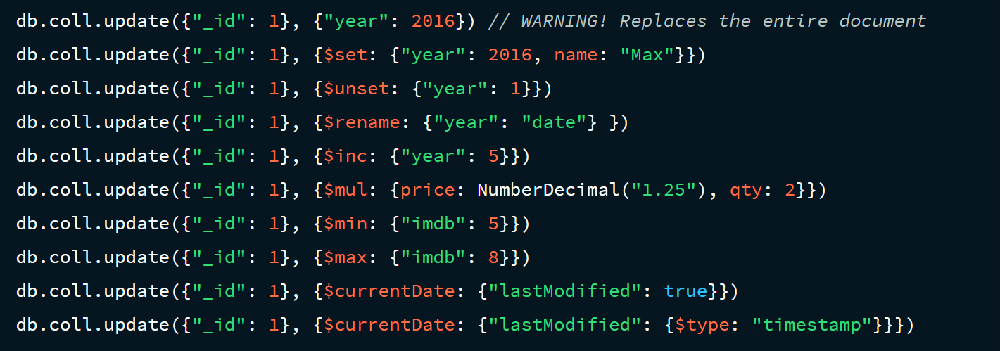 db.coll.update({"_id": 1}, {"year": 2016}) // WARNING! Replaces the entire document
db.coll.update({"_id": 1}, {$set: {"year": 2016, name: "Max"}})
db.coll.update({"_id": 1}, {$unset: {"year": 1}})
db.coll.update({"_id": 1}, {$rename: {"year": "date"} })
db.coll.update({"_id": 1}, {$inc: {"year": 5}})
db.coll.update({"_id": 1}, {$mul: {price: NumberDecimal("1.25"), qty: 2}})
db.coll.update({"_id": 1}, {$min: {"imdb": 5}})
db.coll.update({"_id": 1}, {$max: {"imdb": 8}})
db.coll.update({"_id": 1}, {$currentDate: {"lastModified": true}})
db.coll.update({"_id": 1}, {$currentDate: {"lastModified": {$type: "timestamp"}}})